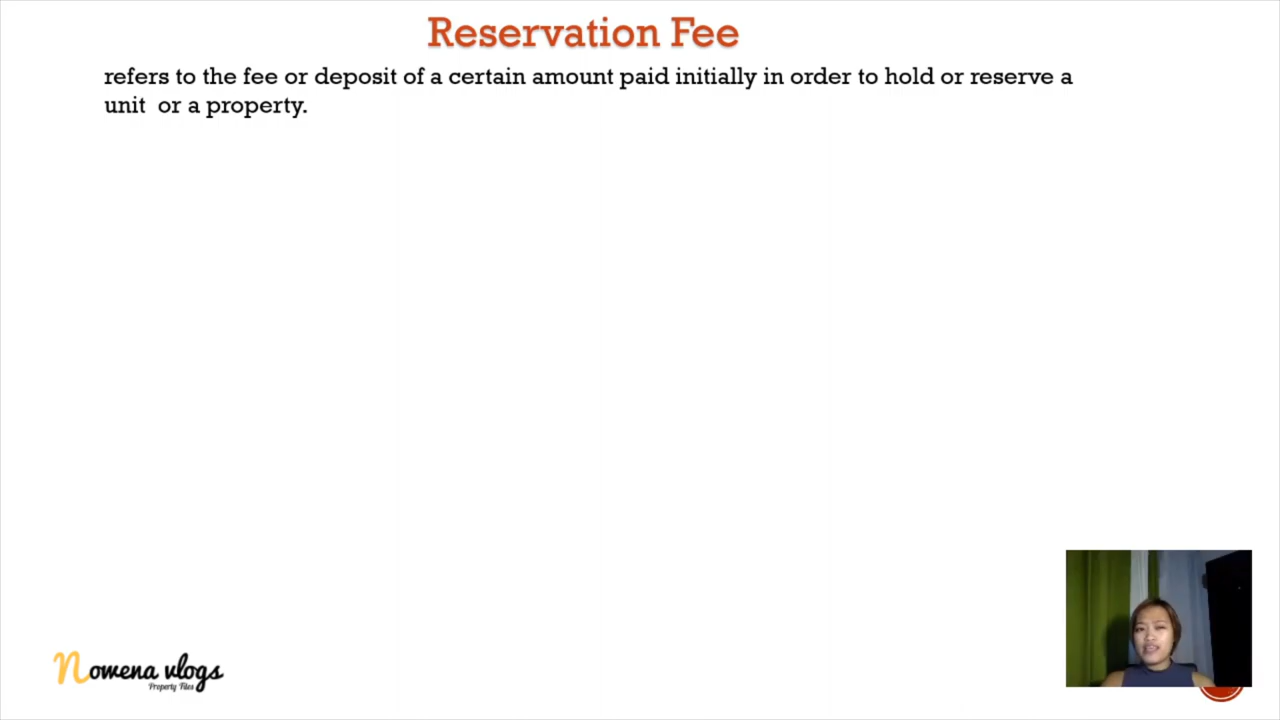 Reservation Fee
refers to the fee or deposit of a certain amount paid initially in order to hold or reserve a
unit or a property.
nowena vlogs
Property Files